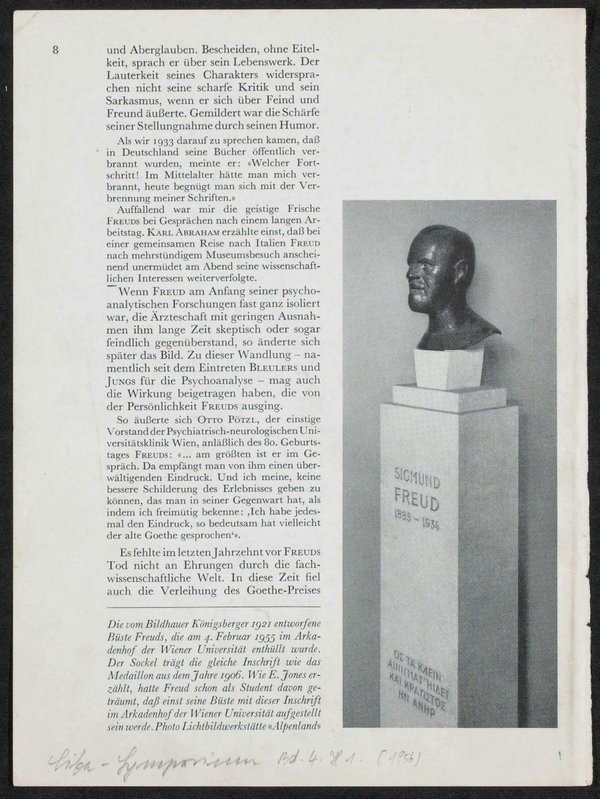 8
und Aberglauben. Bescheiden, ohne Eitel-
keit, sprach er über sein Lebenswerk. Der
Lauterkeit seines Charakters widerspra-
chen nicht seine scharfe Kritik und sein
Sarkasmus, wenn er sich über Feind und
Freund äußerte. Gemildert war die Schärfe
seiner Stellungnahme durch seinen Humor.
Als wir 1933 darauf zu sprechen kamen, daß
in Deutschland seine Bücher öffentlich ver-
brannt wurden, meinte er: «Welcher Fort-
schritt! Im Mittelalter hätte man mich ver-
brannt, heute begnügt man sich mit der Ver-
brennung meiner Schriften.»
Auffallend war mir die geistige Frische
FREUDS bei Gesprächen nach einem langen Ar-
beitstag. KARL ABRAHAM erzählte einst, daß bei
einer gemeinsamen Reise nach Italien FREUD
nach mehrstündigem Museumsbesuch anschei-
nend unermüdet am Abend seine wissenschaft-
lichen Interessen weiterverfolgte.
Wenn FREUD am Anfang seiner psycho-
analytischen Forschungen fast ganz isoliert
war, die Ärzteschaft mit geringen Ausnah-
men ihm lange Zeit skeptisch oder sogar
feindlich gegenüberstand, so änderte sich
später das Bild. Zu dieser Wandlung – na-
mentlich seit dem Eintreten BLEULERS und
JUNGS für die Psychoanalyse – mag auch
die Wirkung beigetragen haben, die von
der Persönlichkeit FREUDS ausging.
So äußerte sich OTTO PÖTZL, der einstige
Vorstand der Psychiatrisch-neurologischen Uni-
versitätsklinik Wien, anläßlich des 80. Geburts-
tages FREUDS: «... am größten ist er im Ge-
spräch. Da empfängt man von ihm einen über-
wältigenden Eindruck. Und ich meine, keine
bessere Schilderung des Erlebnisses geben zu
können, das man in seiner Gegenwart hat, als
indem ich freimütig bekenne: ‚Ich habe jedes-
mal den Eindruck, so bedeutsam hat vielleicht
der alte Goethe gesprochen‘».
Es fehlte im letzten Jahrzehnt vor FREUDS
Tod nicht an Ehrungen durch die fach-
wissenschaftliche Welt. In diese Zeit fiel
auch die Verleihung des Goethe-Preises
Die vom Bildhauer Königsberger 1921 entworfene
Büste Freuds, die am 4. Februar 1955 im Arka-
denhof der Wiener Universität enthüllt wurde.
Der Sockel trägt die gleiche Inschrift wie das
Medaillon aus dem Jahre 1906. Wie E. Jones er-
zählt, hatte Freud schon als Student davon ge-
träumt, daß einst seine Büste mit dieser Inschrift
im Arkadenhof der Wiener Universität aufgestellt
sein werde. Photo Lichtbildwerkstätte «Alpenland»
SIGMUND
FREUD
1885 – 1934
ΟΣ ΤΑ ΚΛΕΙΝ
ΑΙΝΙΓΜΑΤ ΗΙΔΕΙ
ΚΑΙ ΚΡΑΤΙΣΤΟΣ
ΗΝ ΑΝΗΡ
Ciba - Symposium Bd. 4. H 1. (1956)
1